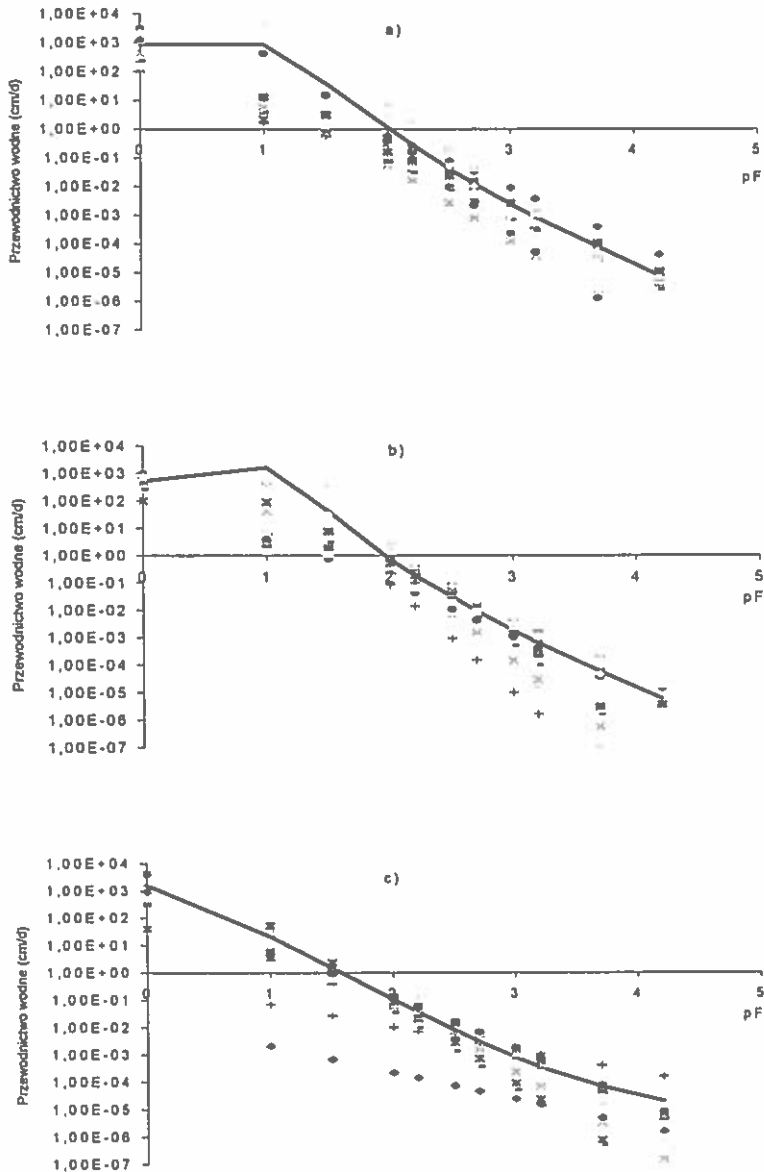 a)
Przewodnictwo wodne (cm/d)
1,00E+04
1,00E+03
1,00E+02
1,00E+01
1,00E+00
1,00E-01
1,00E-02
1,00E-03
1,00E-04
1,00E-05
1,00E-06
1,00E-07
0 1 2 3 4 5
pF
b)
Przewodnictwo wodne (cm/d)
1,00E+04
1,00E+03
1,00E+02
1,00E+01
1,00E+00
1,00E-01
1,00E-02
1,00E-03
1,00E-04
1,00E-05
1,00E-06
1,00E-07
0 1 2 3 4 5
pF
c)
Przewodnictwo wodne (cm/d)
1,00E+04
1,00E+03
1,00E+02
1,00E+01
1,00E+00
1,00E-01
1,00E-02
1,00E-03
1,00E-04
1,00E-05
1,00E-06
1,00E-07
0 1 2 3 4 5
pF